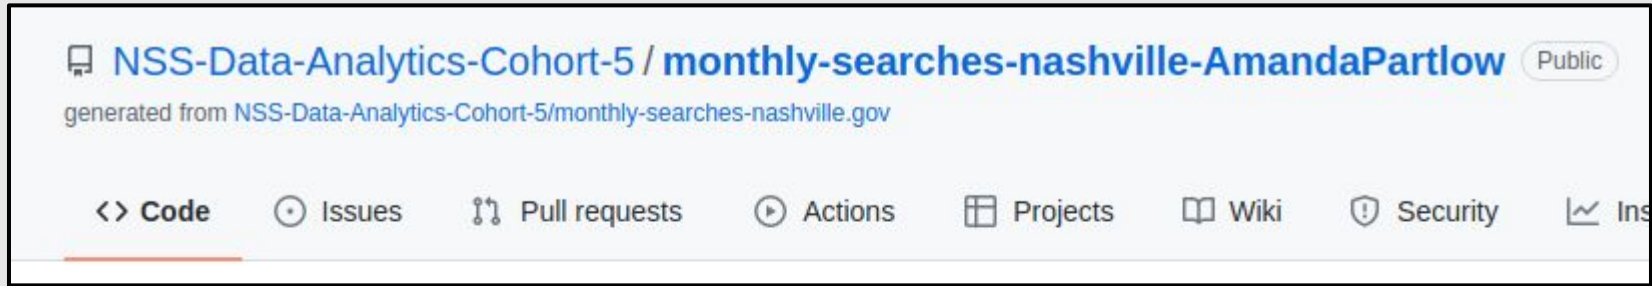 NSS-Data-Analytics-Cohort-5 / monthly-searches-nashville-AmandaPartlow Public
generated from NSS-Data-Analytics-Cohort-5/monthly-searches-nashville.gov
<> Code Issues Pull requests Actions Projects Wiki Security Ins